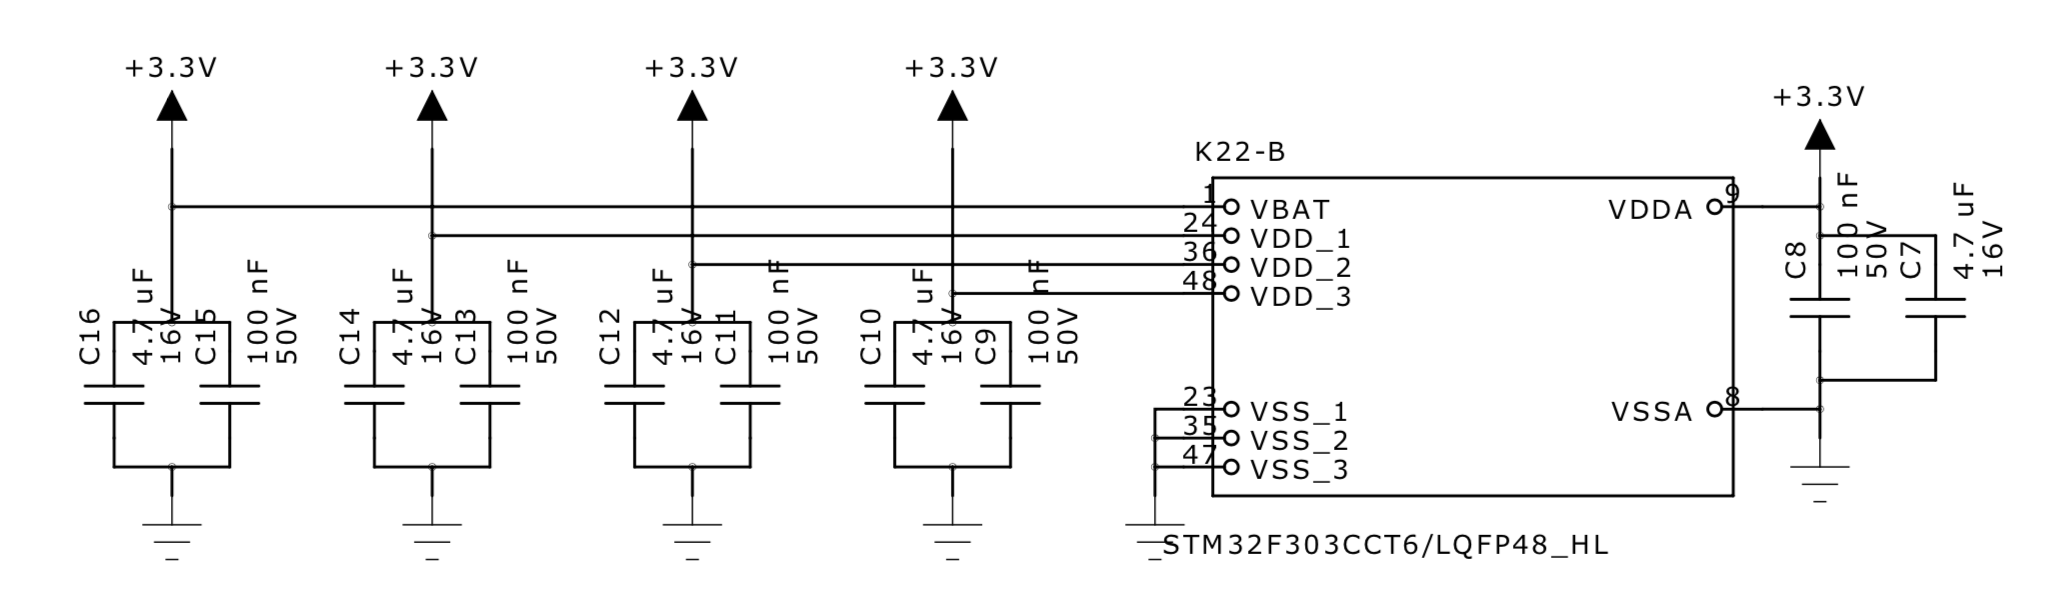 +3.3V
+3.3V
+3.3V
+3.3V
+3.3V
K22-B
1
VBAT
24
VDD_1
36
VDD_2
48
VDD_3
23
VSS_1
35
VSS_2
47
VSS_3
9
VDDA
8
VSSA
STM32F303CCT6/LQFP48_HL
C16
4.7 uF
16V
C15
100 nF
50V
C14
4.7 uF
16V
C13
100 nF
50V
C12
4.7 uF
16V
C11
100 nF
50V
C10
4.7 uF
16V
C9
100 nF
50V
C8
100 nF
50V
C7
4.7 uF
16V